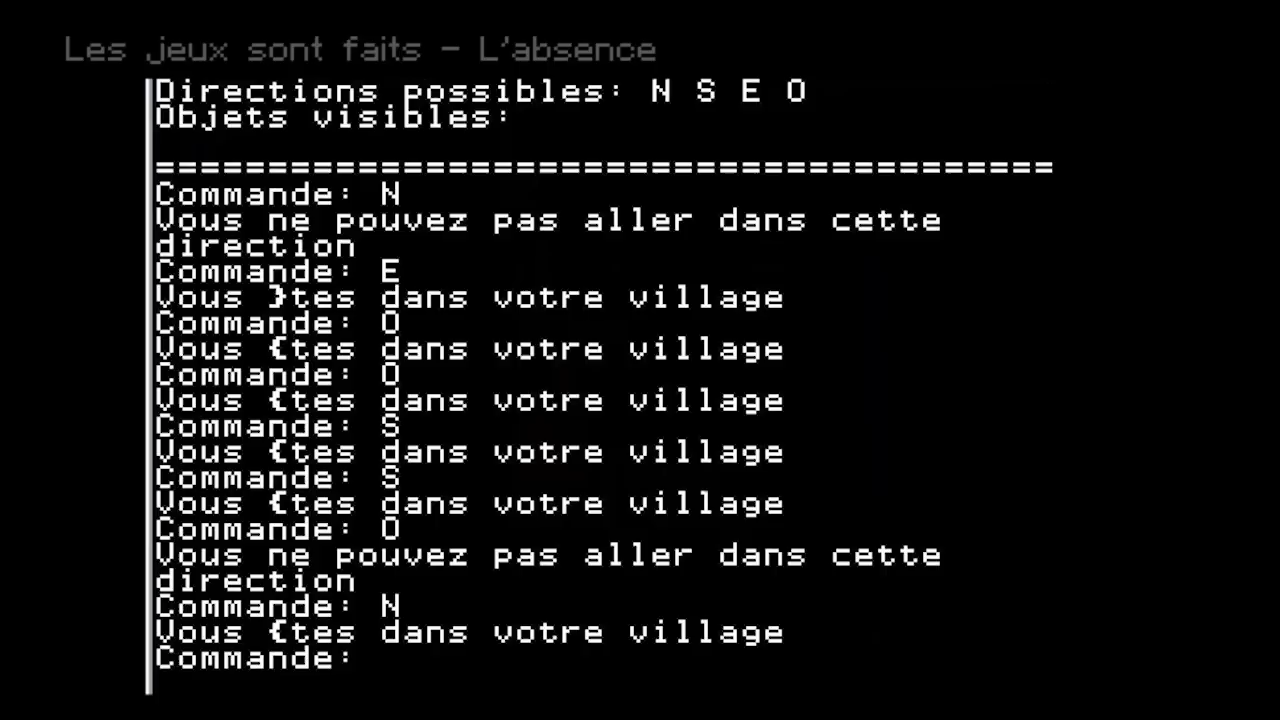 Les jeux sont faits - L'absence
Directions possibles: N S E O
Objets visibles:
========================================
Commande: N
Vous ne pouvez pas aller dans cette
direction
Commande: E
Vous }tes dans votre village
Commande: O
Vous {tes dans votre village
Commande: O
Vous {tes dans votre village
Commande: S
Vous {tes dans votre village
Commande: S
Vous {tes dans votre village
Commande: O
Vous ne pouvez pas aller dans cette
direction
Commande: N
Vous {tes dans votre village
Commande: